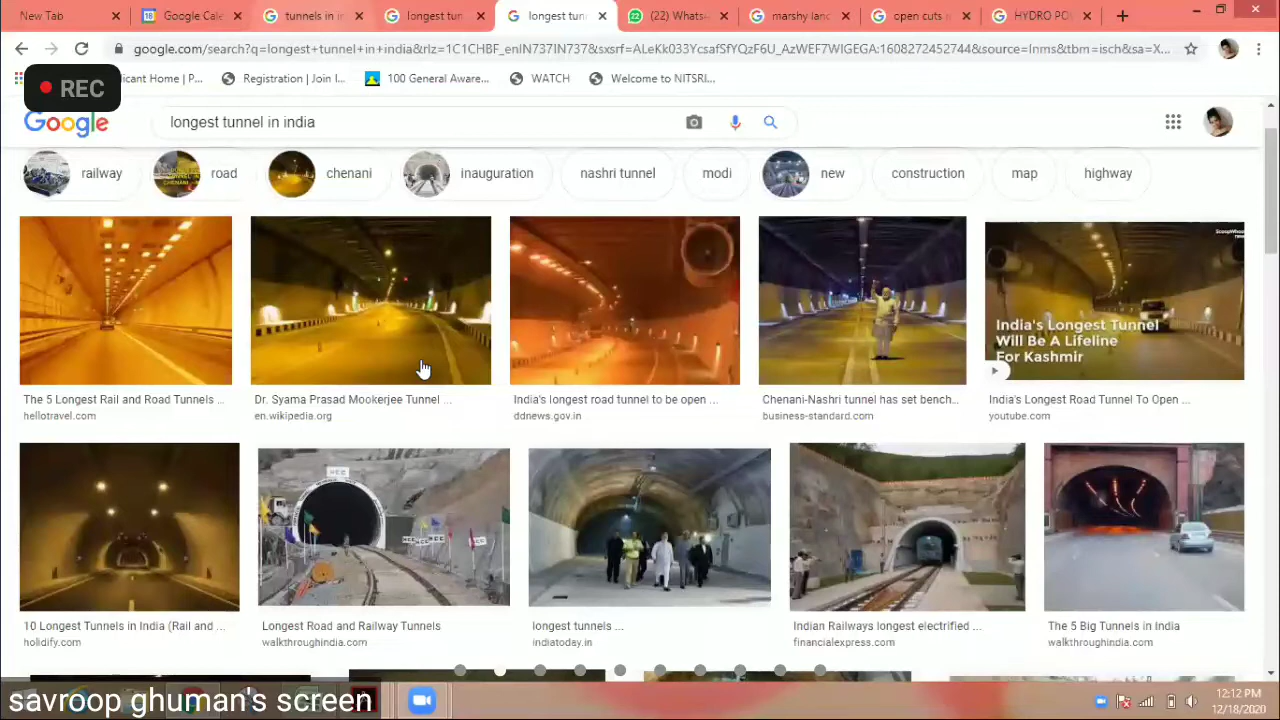 New Tab
Google Cale
tunnels in in
longest tunn
longest tunn
(22) Whats
marshy lanc
open cuts n
HYDRO POV
google.com/search?q=longest+tunnel+in+india&rlz=1C1CHBF_enIN737IN737&sxsrf=ALeKk033YcsafSfYQCF6U_AzWEF7WIGEGA:1608272452744&source=lnms&tbm=isch&sa=X...
icant Home | P...
Registration | Join I...
100 General Aware...
WATCH
Welcome to NITSRI...
REC
Google
longest tunnel in india
railway
road
chenani
inauguration
nashri tunnel
modi
new
construction
map
highway
India's Longest Tunnel
Will Be A Lifeline
For Kashmir
The 5 Longest Rail and Road Tunnels ...
hellotravel.com
Dr. Syama Prasad Mookerjee Tunnel ...
en.wikipedia.org
India's longest road tunnel to be open ...
ddnews.gov.in
Chenani-Nashri tunnel has set bench...
business-standard.com
India's Longest Road Tunnel To Open ...
youtube.com
HCC
10 Longest Tunnels in India (Rail and ...
holidify.com
Longest Road and Railway Tunnels
walkthroughindia.com
longest tunnels ...
indiatoday.in
Indian Railways longest electrified ...
financialexpress.com
The 5 Big Tunnels in India
walkthroughindia.com
savroop ghuman's screen
12:12 PM
12/18/2020